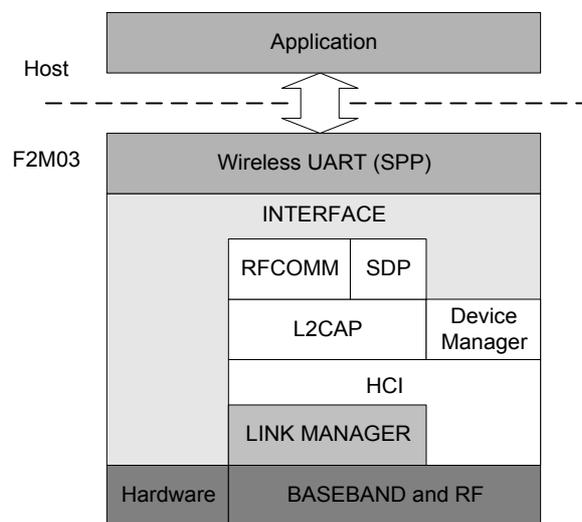 Application
Host
F2M03
Wireless UART (SPP)
INTERFACE
RFCOMM
SDP
L2CAP
Device
Manager
HCI
LINK MANAGER
Hardware
BASEBAND and RF